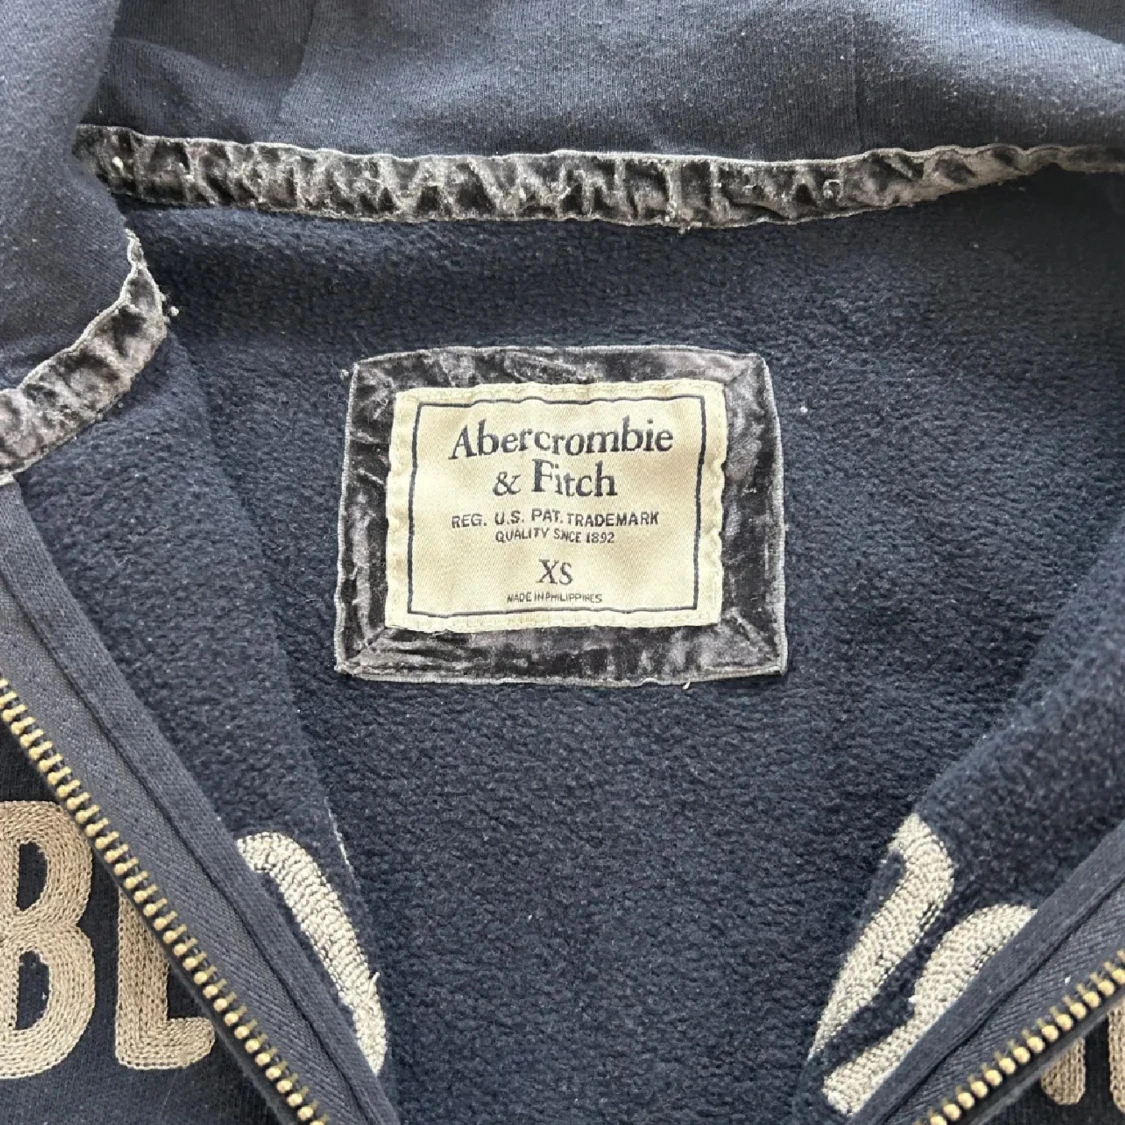 Abercrombie
& Fitch
REG. U.S. PAT. TRADEMARK
QUALITY SINCE 1892
XS
MADE IN PHILIPPINES